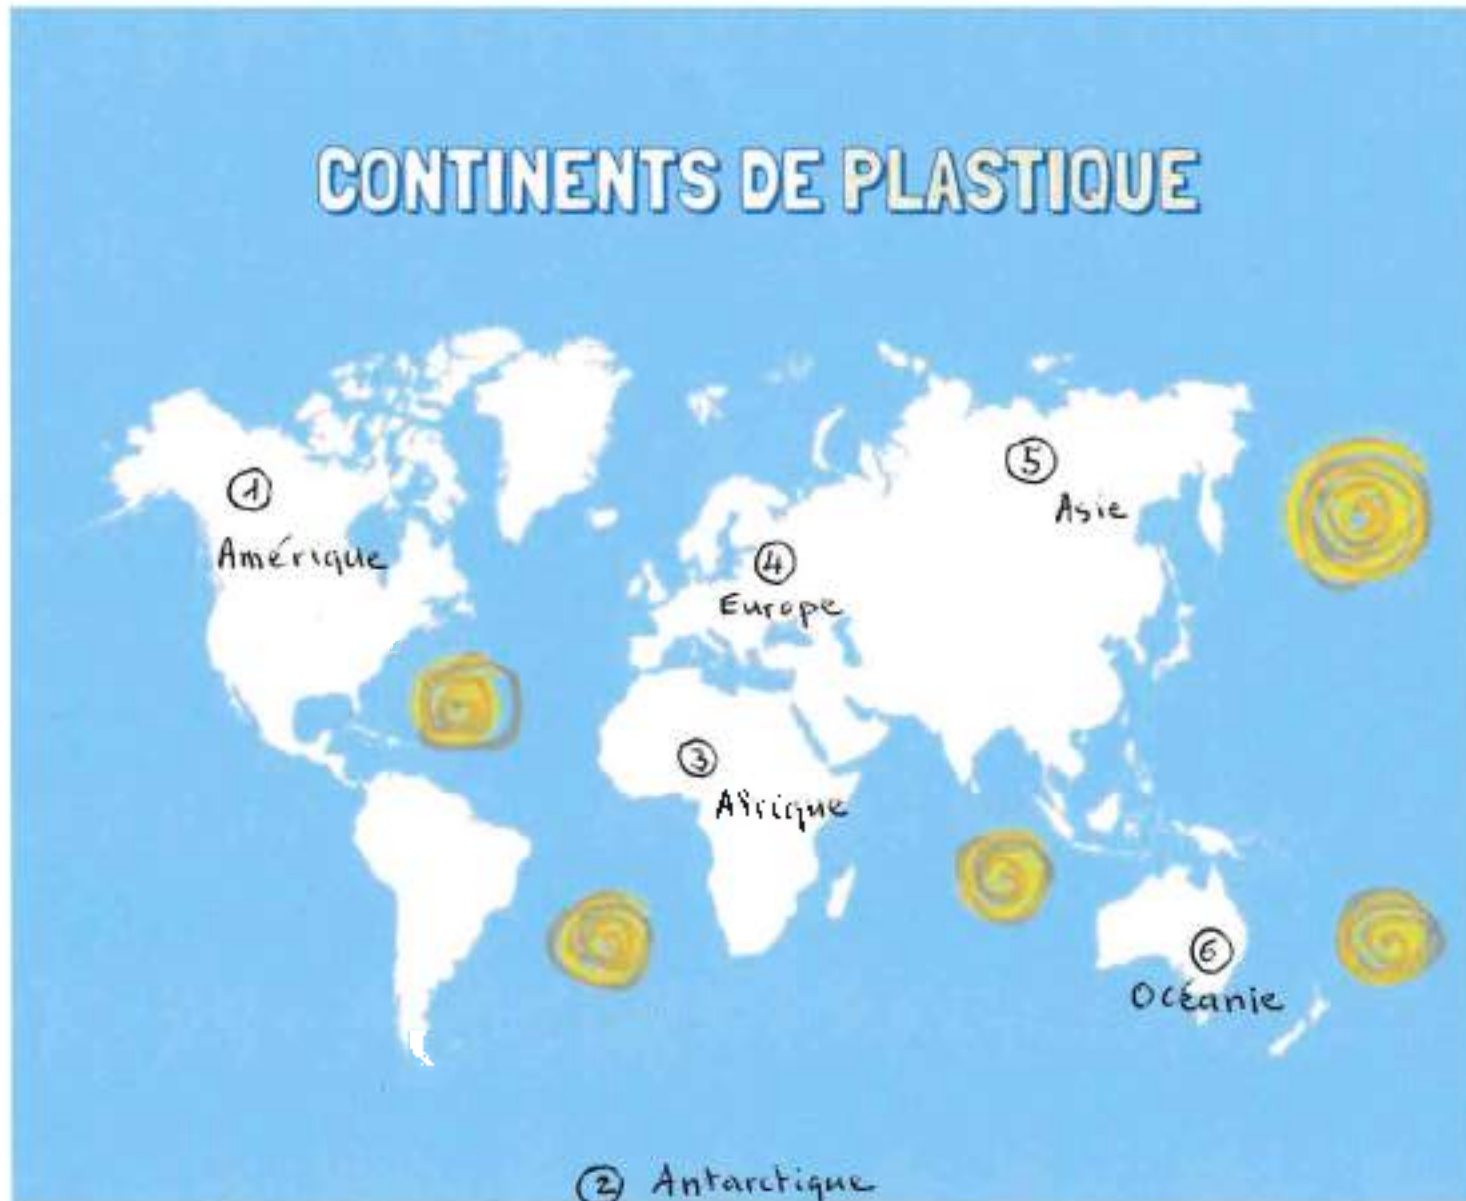 CONTINENTS DE PLASTIQUE
1
Amérique
5
Asie
4
Europe
3
Afrique
6
Océanie
2 Antarctique